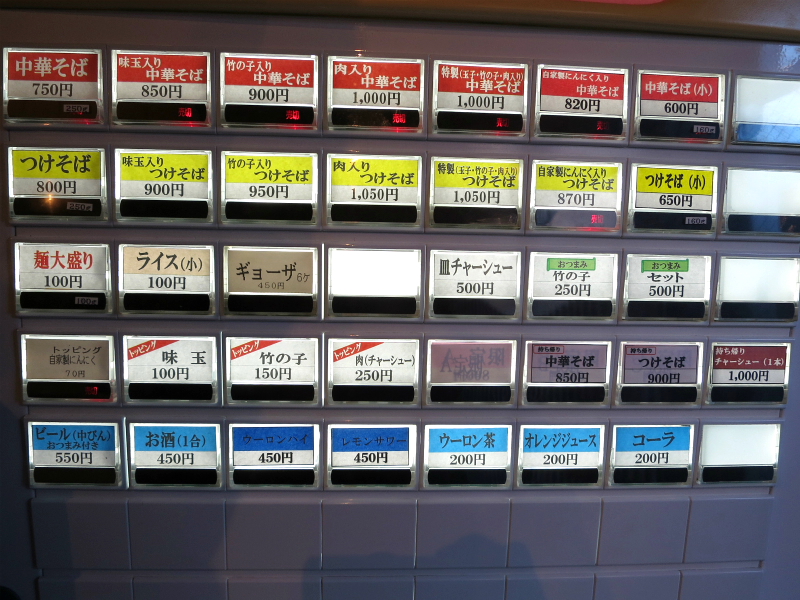 中華そば
750円
250g
味玉入り
中華そば
850円
売切
竹の子入り
中華そば
900円
売切
肉入り
中華そば
1,000円
売切
特製(玉子・竹の子・肉入り)
中華そば
1,000円
売切
自家製にんにく入り
中華そば
820円
売切
中華そば(小)
600円
160g
つけそば
800円
250g
味玉入り
つけそば
900円
竹の子入り
つけそば
950円
肉入り
つけそば
1,050円
特製(玉子・竹の子・肉入り)
つけそば
1,050円
自家製にんにく入り
つけそば
870円
売切
つけそば(小)
650円
160g
麺大盛り
100円
ライス(小)
100円
ギョーザ6ケ
450円
皿チャーシュー
500円
おつまみ
竹の子
250円
おつまみ
セット
500円
トッピング
自家製にんにく
70円
トッピング
味玉
100円
トッピング
竹の子
150円
トッピング
肉(チャーシュー)
250円
持ち帰り
中華そば
850円
持ち帰り
つけそば
900円
持ち帰り
チャーシュー(1本)
1,000円
ビール(中びん)
おつまみ付き
550円
お酒(1合)
450円
ウーロンハイ
450円
レモンサワー
450円
ウーロン茶
200円
オレンジジュース
200円
コーラ
200円